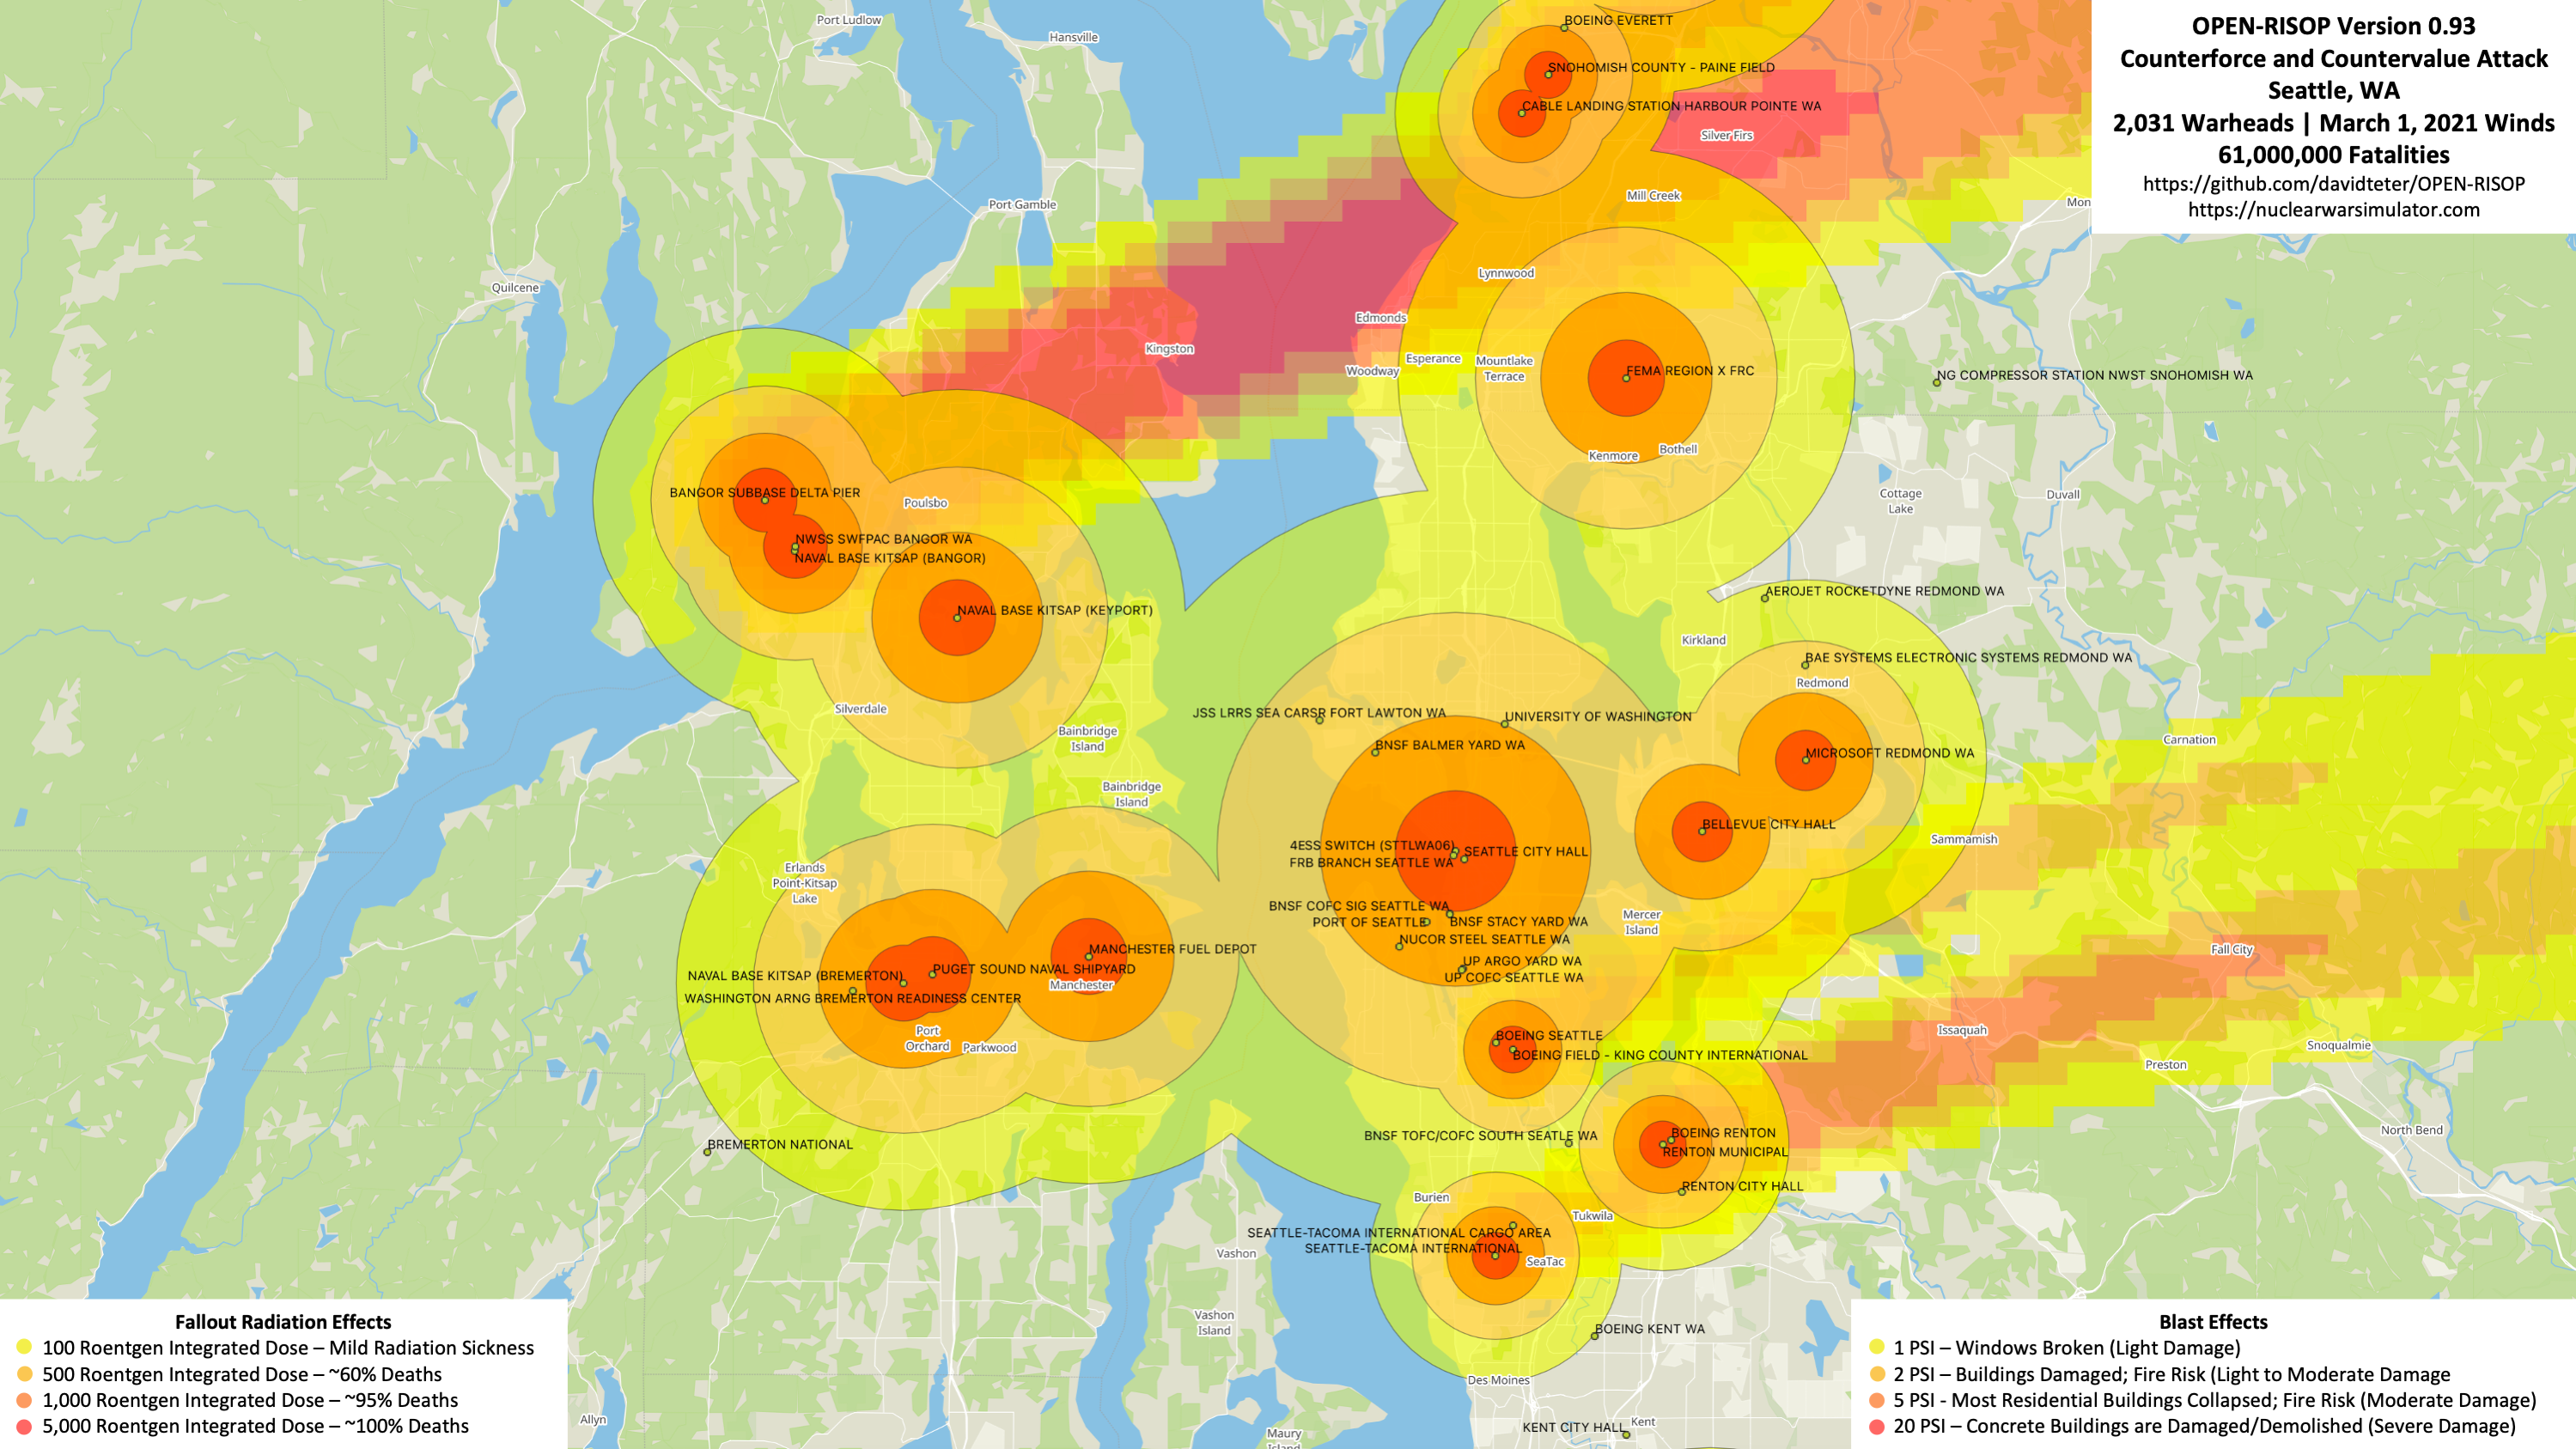 OPEN-RISOP Version 0.93
Counterforce and Countervalue Attack
Seattle, WA
2,031 Warheads | March 1, 2021 Winds
61,000,000 Fatalities
https://github.com/davidteter/OPEN-RISOP
https://nuclearwarsimulator.com
Port Ludlow
BOEING EVERETT
Hansville
SNOHOMISH COUNTY - PAINE FIELD
CABLE LANDING STATION HARBOUR POINTE WA
Silver Firs
Mill Creek
Mon
Port Gamble
Lynnwood
Quilcene
Edmonds
Kingston
Esperance
Mountlake
Terrace
Woodway
FEMA REGION X FRC
NG COMPRESSOR STATION NWST SNOHOMISH WA
Bothell
Kenmore
BANGOR SUBBASE DELTA PIER
Poulsbo
Cottage
Lake
Duvall
NWSS SWFPAC BANGOR WA
NAVAL BASE KITSAP (BANGOR)
AEROJET ROCKETDYNE REDMOND WA
NAVAL BASE KITSAP (KEYPORT)
Kirkland
BAE SYSTEMS ELECTRONIC SYSTEMS REDMOND WA
Redmond
Silverdale
JSS LRRS SEA CARSR FORT LAWTON WA
UNIVERSITY OF WASHINGTON
Bainbridge
Island
BNSF BALMER YARD WA
Carnation
MICROSOFT REDMOND WA
Bainbridge
Island
BELLEVUE CITY HALL
Sammamish
4ESS SWITCH (STTLWA06)
SEATTLE CITY HALL
FRB BRANCH SEATTLE WA
Erlands
Point-Kitsap
Lake
BNSF COFC SIG SEATTLE WA
PORT OF SEATTLE
BNSF STACY YARD WA
Mercer
Island
NUCOR STEEL SEATTLE WA
MANCHESTER FUEL DEPOT
Fall City
UP ARGO YARD WA
UP COFC SEATTLE WA
NAVAL BASE KITSAP (BREMERTON)
PUGET SOUND NAVAL SHIPYARD
Manchester
WASHINGTON ARNG BREMERTON READINESS CENTER
Port
Orchard
Parkwood
Issaquah
BOEING SEATTLE
BOEING FIELD - KING COUNTY INTERNATIONAL
Snoqualmie
Preston
BREMERTON NATIONAL
BNSF TOFC/COFC SOUTH SEATLE WA
BOEING RENTON
RENTON MUNICIPAL
North Bend
RENTON CITY HALL
Burien
Tukwila
SEATTLE-TACOMA INTERNATIONAL CARGO AREA
SEATTLE-TACOMA INTERNATIONAL
Vashon
SeaTac
Vashon
Island
BOEING KENT WA
Des Moines
Allyn
KENT CITY HALL
Kent
Maury
Island
Fallout Radiation Effects
100 Roentgen Integrated Dose – Mild Radiation Sickness
500 Roentgen Integrated Dose – ~60% Deaths
1,000 Roentgen Integrated Dose – ~95% Deaths
5,000 Roentgen Integrated Dose – ~100% Deaths
Blast Effects
1 PSI – Windows Broken (Light Damage)
2 PSI – Buildings Damaged; Fire Risk (Light to Moderate Damage
5 PSI - Most Residential Buildings Collapsed; Fire Risk (Moderate Damage)
20 PSI – Concrete Buildings are Damaged/Demolished (Severe Damage)